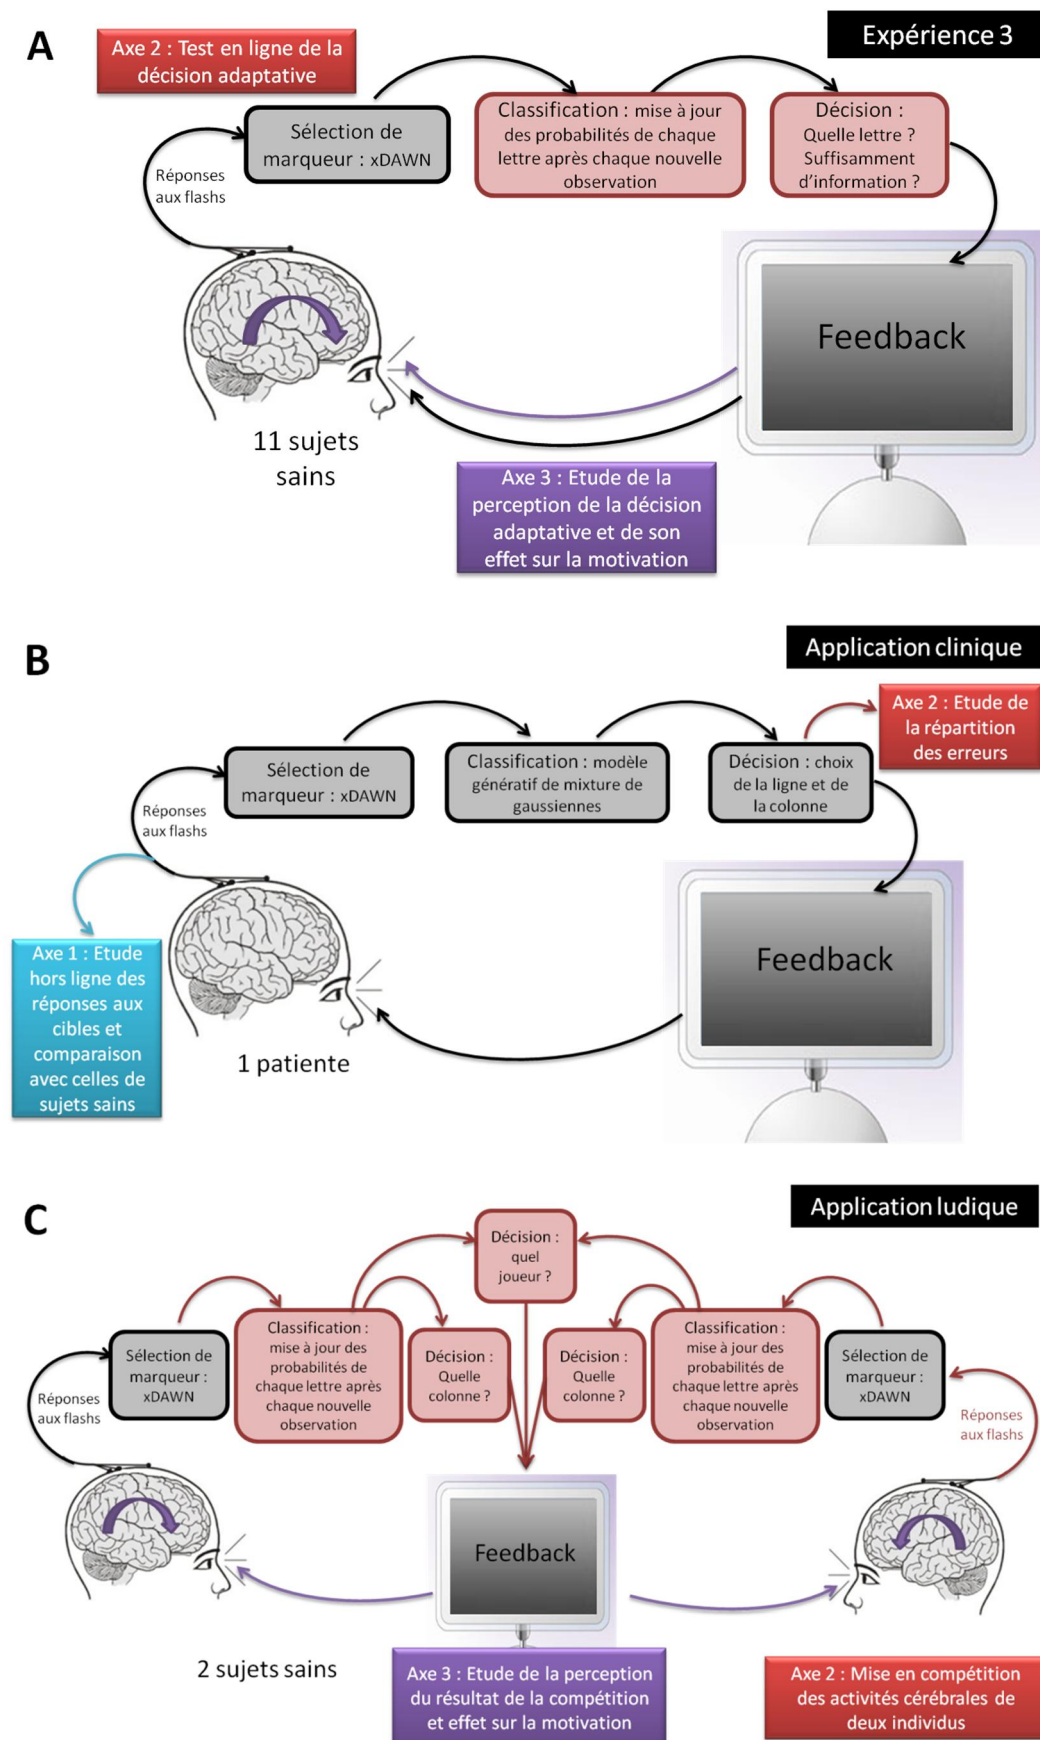 A
Expérience 3
Axe 2 : Test en ligne de la
décision adaptative
Sélection de
marqueur : xDAWN
Classification : mise à jour
des probabilités de chaque
lettre après chaque nouvelle
observation
Décision :
Quelle lettre ?
Suffisamment
d'information ?
Réponses
aux flashs
Feedback
11 sujets
sains
Axe 3 : Etude de la
perception de la décision
adaptative et de son
effet sur la motivation
B
Application clinique
Axe 2 : Etude de
la répartition
des erreurs
Sélection de
marqueur : xDAWN
Classification : modèle
génératif de mixture de
gaussiennes
Décision : choix
de la ligne et de
la colonne
Réponses
aux flashs
Axe 1 : Etude
hors ligne des
réponses aux
cibles et
comparaison
avec celles de
sujets sains
Feedback
1 patiente
C
Application ludique
Décision :
quel
joueur ?
Sélection de
marqueur :
xDAWN
Classification :
mise à jour des
probabilités de
chaque lettre après
chaque nouvelle
observation
Décision :
Quelle
colonne ?
Décision :
Quelle
colonne ?
Classification :
mise à jour des
probabilités de
chaque lettre après
chaque nouvelle
observation
Sélection de
marqueur :
xDAWN
Réponses
aux flashs
Réponses
aux flashs
Feedback
2 sujets sains
Axe 3 : Etude de la perception
du résultat de la compétition
et effet sur la motivation
Axe 2 : Mise en compétition
des activités cérébrales de
deux individus